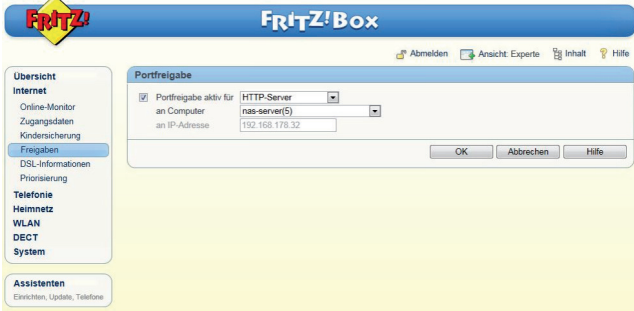 FRITZ!
FRITZ!Box
Abmelden Ansicht: Experte Inhalt Hilfe
Übersicht
Internet
Online-Monitor
Zugangsdaten
Kindersicherung
Freigaben
DSL-Informationen
Priorisierung
Telefonie
Heimnetz
WLAN
DECT
System
Assistenten
Einrichten, Update, Telefone
Portfreigabe
Portfreigabe aktiv für HTTP-Server
an Computer nas-server(5)
an IP-Adresse 192.168.178.32
OK Abbrechen Hilfe